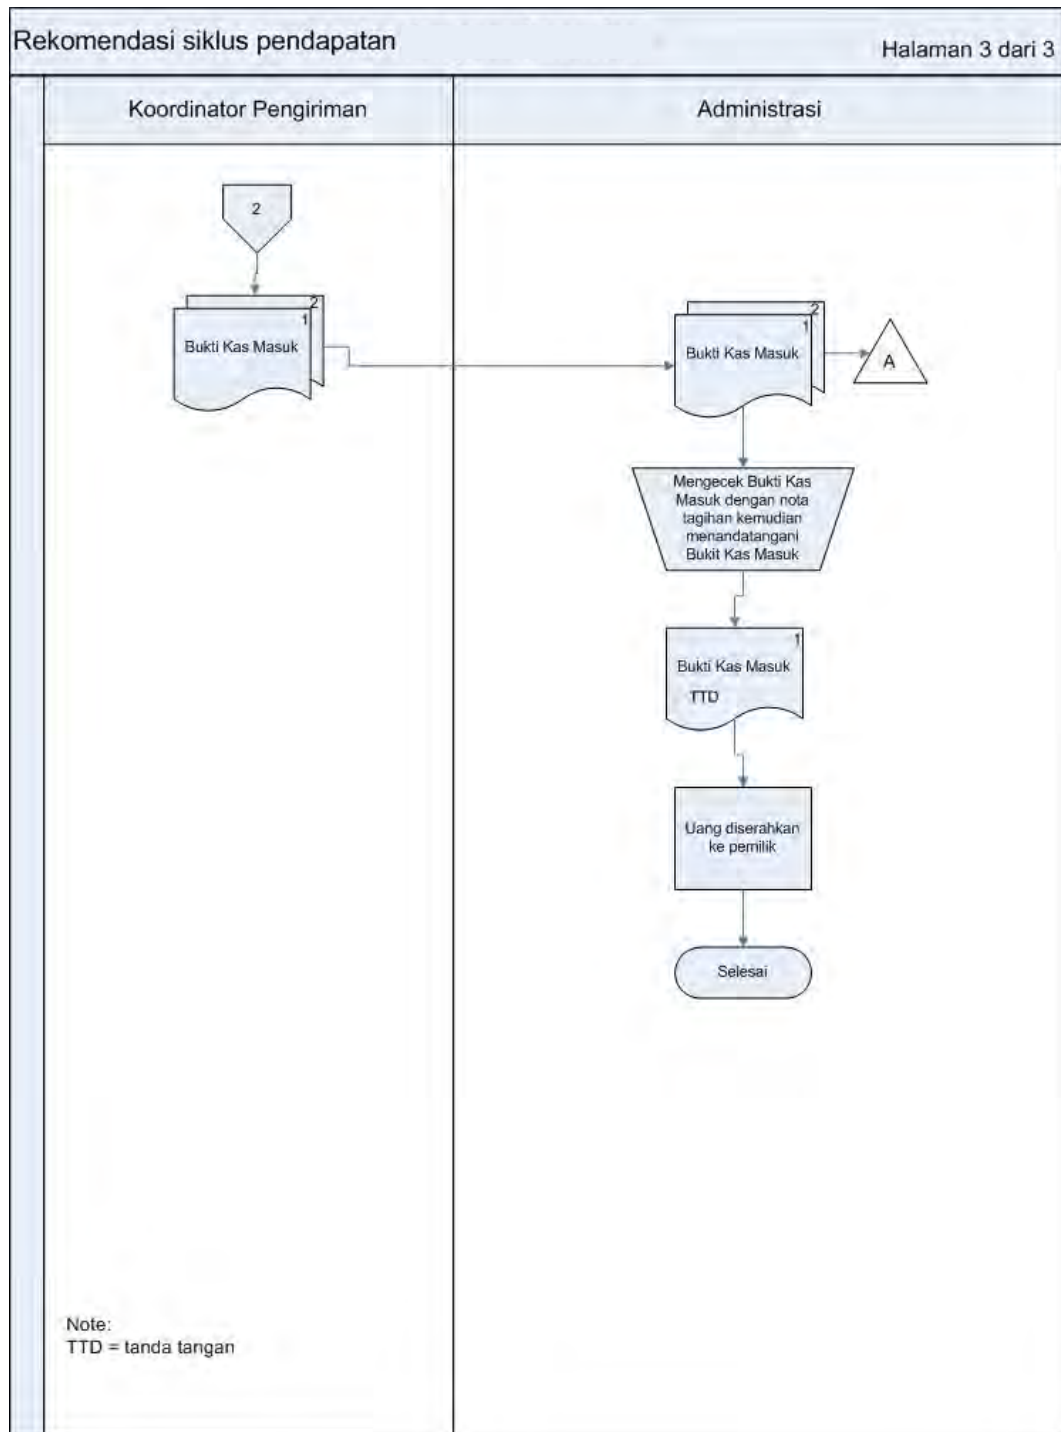 Rekomendasi siklus pendapatan
Halaman 3 dari 3
Koordinator Pengiriman
Administrasi
2
2
1
Bukti Kas Masuk
2
1
Bukti Kas Masuk
A
Mengecek Bukti Kas
Masuk dengan nota
tagihan kemudian
menandatangani
Bukit Kas Masuk
1
Bukti Kas Masuk
TTD
Uang diserahkan
ke pemilik
Selesai
Note:
TTD = tanda tangan